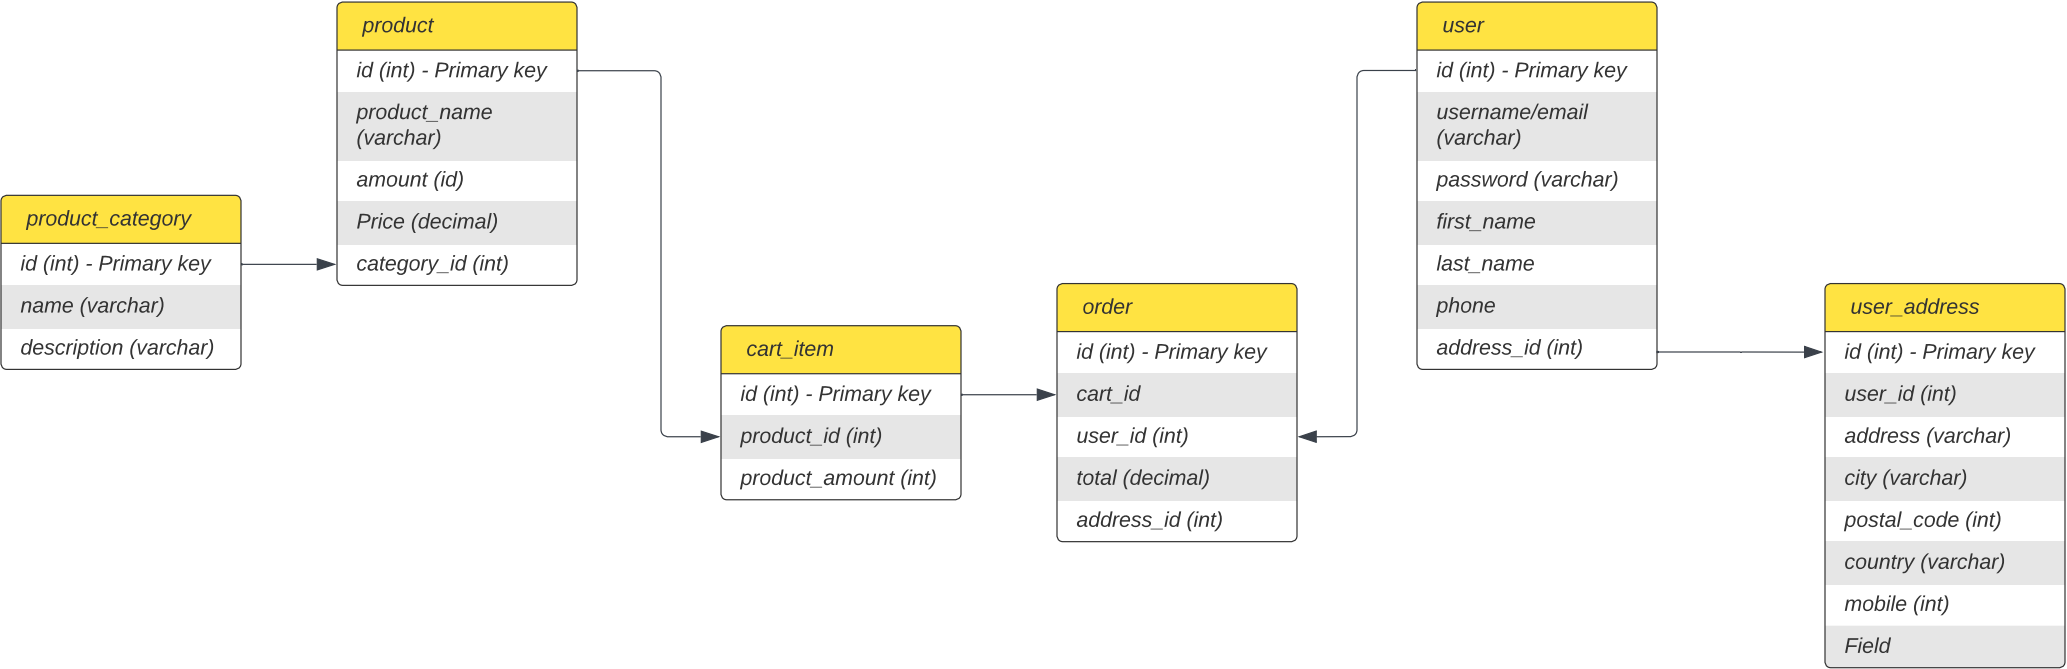 product
id (int) - Primary key
product_name
(varchar)
amount (id)
Price (decimal)
category_id (int)
product_category
id (int) - Primary key
name (varchar)
description (varchar)
cart_item
id (int) - Primary key
product_id (int)
product_amount (int)
order
id (int) - Primary key
cart_id
user_id (int)
total (decimal)
address_id (int)
user
id (int) - Primary key
username/email
(varchar)
password (varchar)
first_name
last_name
phone
address_id (int)
user_address
id (int) - Primary key
user_id (int)
address (varchar)
city (varchar)
postal_code (int)
country (varchar)
mobile (int)
Field